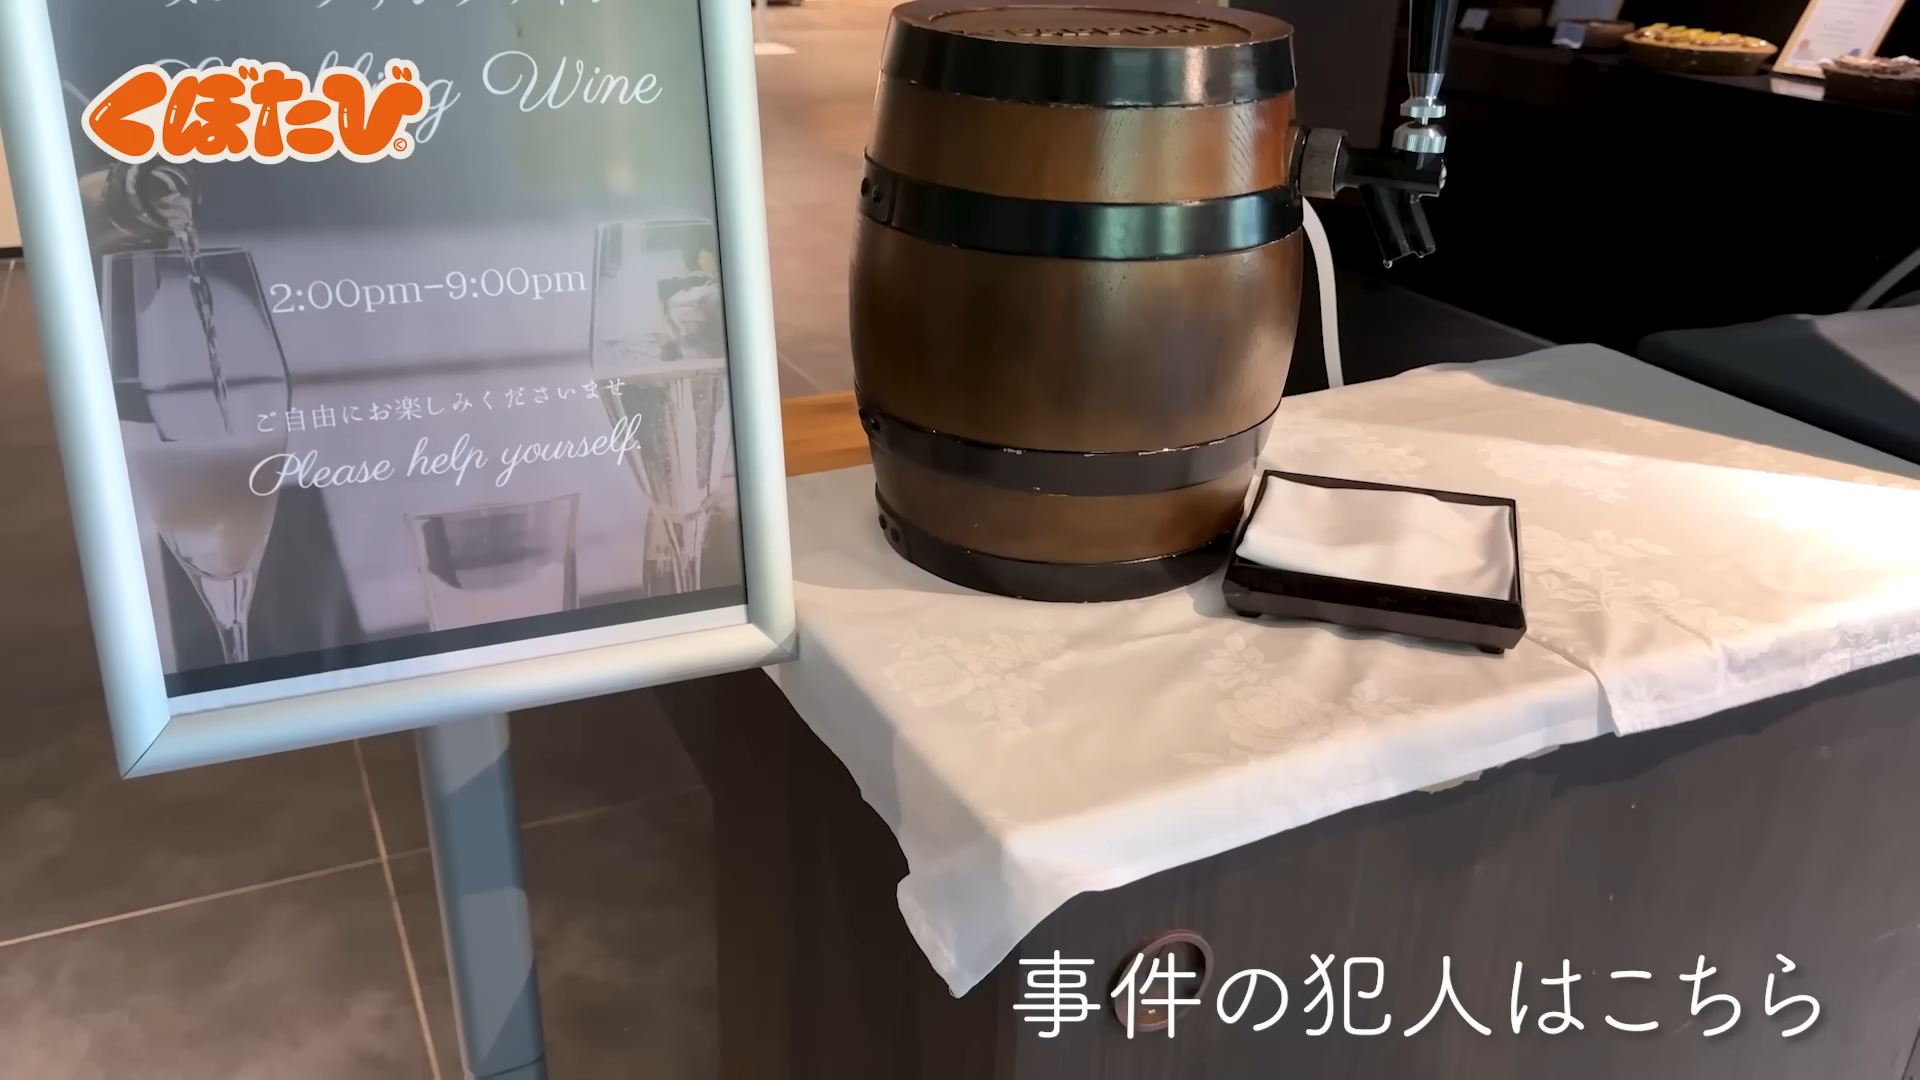 Sparkling Wine
くぼたび
2:00pm-9:00pm
ご自由にお楽しみくださいませ
Please help yourself.
事件の犯人はこちら